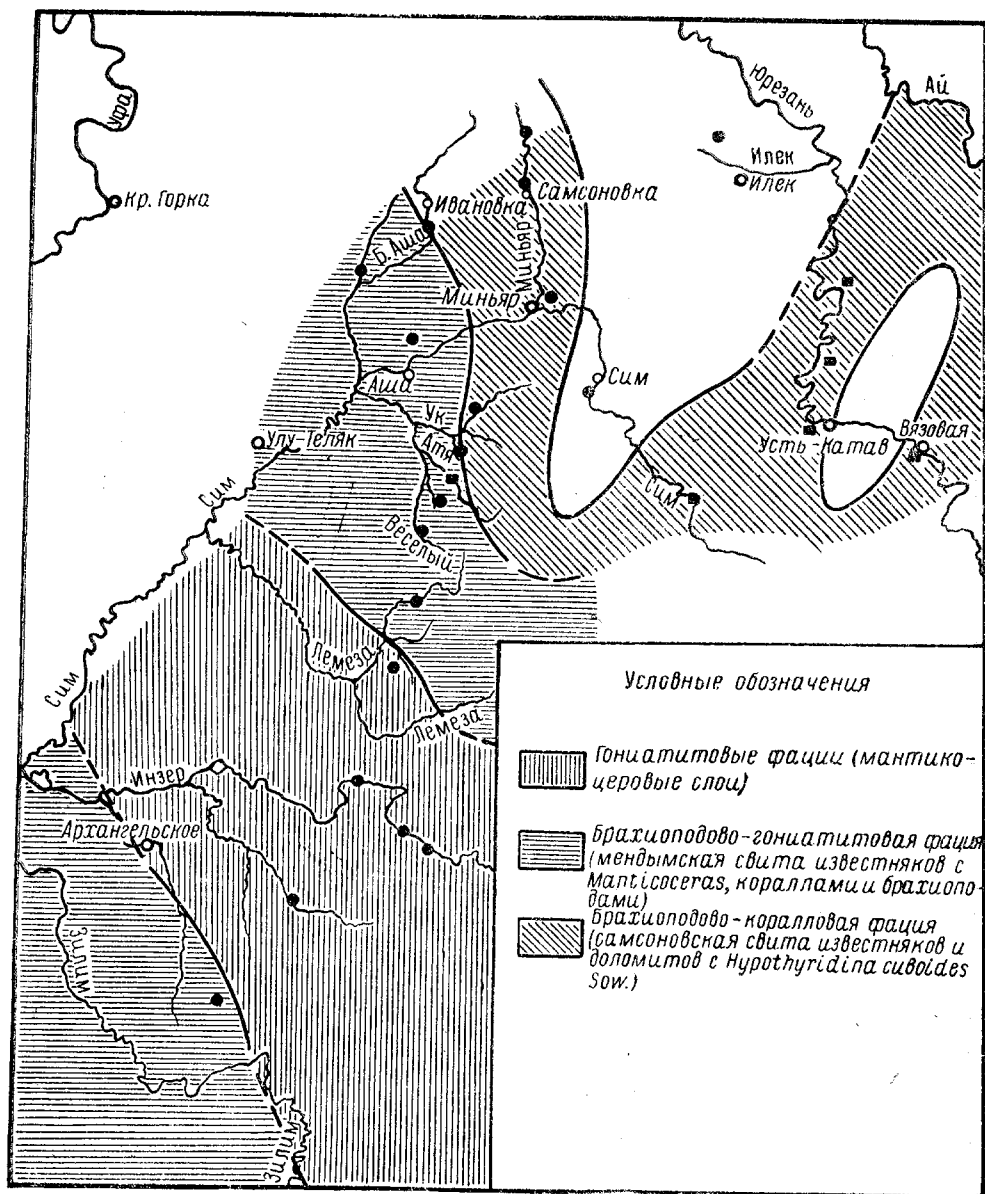 Уфа
Кр. Горка
Юрезань
Ай
Илек
Илек
Ивановка
Самсоновка
Б. Аша
Миньяр
Миньяр
Аша
Сим
Ук
Атя
Улу-Теляк
Усть-Катав
Вязовая
Сим
Сим
Веселый
Лемеза
Сим
Лемеза
Инзер
Архангельское
Зилим
Зилим
Условные обозначения
Гониатитовые фации (мантико-
церовые слои)
Брахиоподово-гониатитовая фация
(мендымская свита известняков с
Manticoceras, кораллами и брахиопо-
дами)
Брахиоподово-коралловая фация
(самсоновская свита известняков и
доломитов с Hypothyridina cuboides
Sow.)